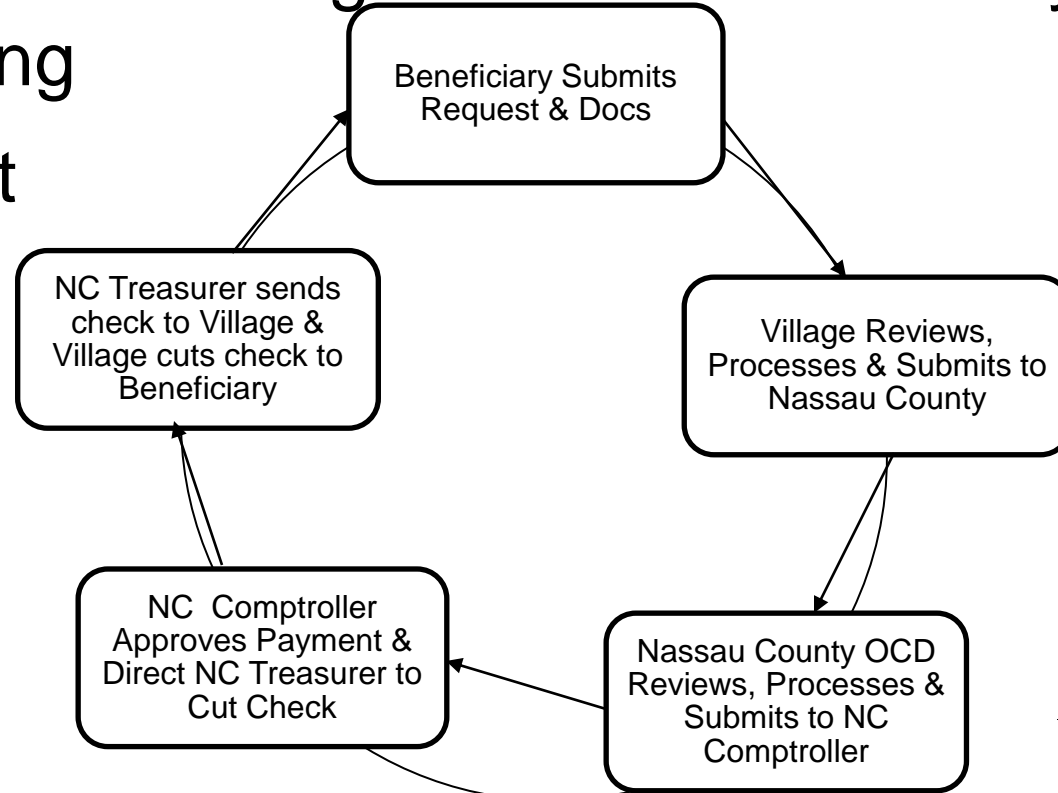 ng
t
Beneficiary Submits
Request & Docs
Village Reviews,
Processes & Submits to
Nassau County
Nassau County OCD
Reviews, Processes &
Submits to NC
Comptroller
NC  Comptroller
Approves Payment &
Direct NC Treasurer to
Cut Check
NC Treasurer sends
check to Village &
Village cuts check to
Beneficiary